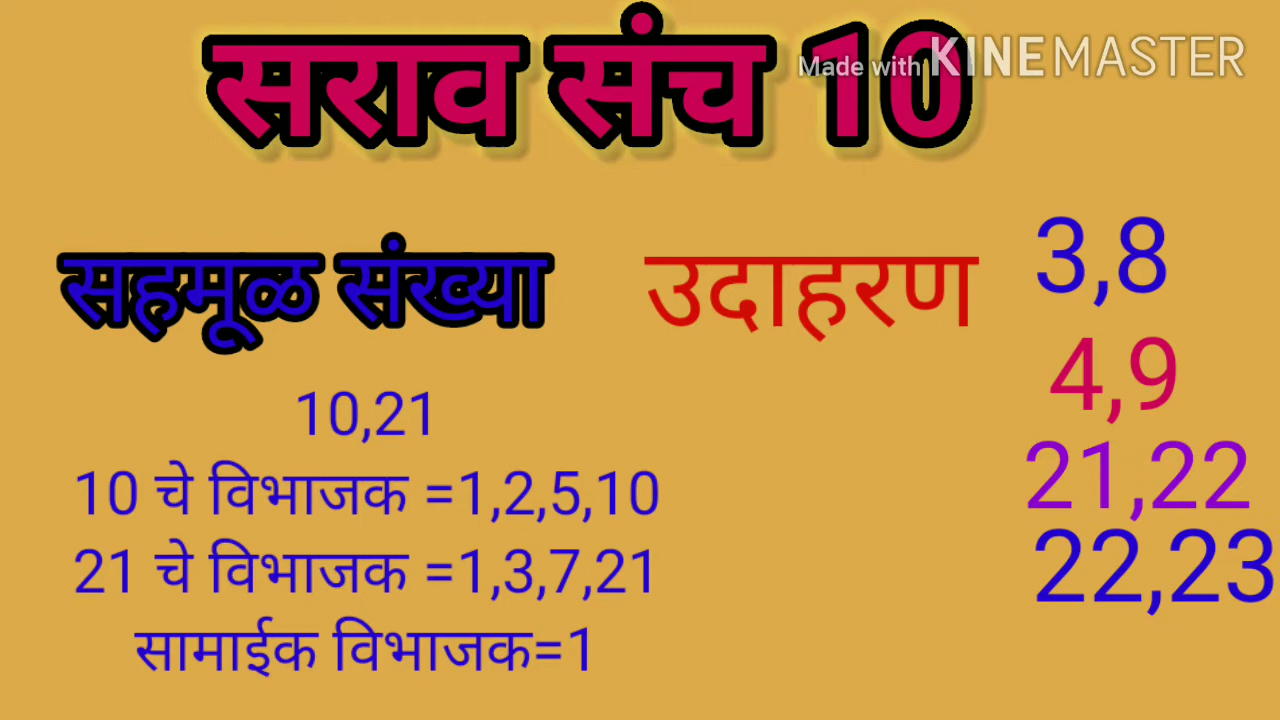 सराव संच 10
Made with KINEMASTER
सहमूळ संख्या
उदाहरण
3,8
4,9
21,22
22,23
10,21
10 चे विभाजक =1,2,5,10
21 चे विभाजक =1,3,7,21
सामाईक विभाजक=1